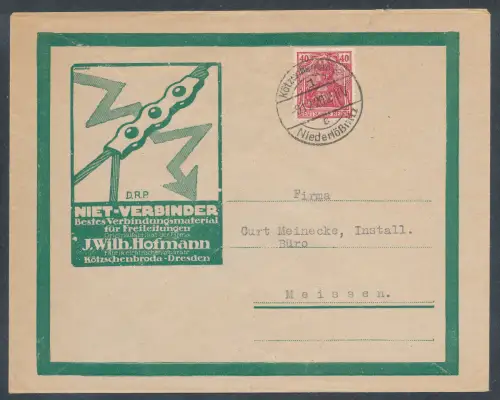 40 40
Kötzschenbroda
Niederlößnitz
D.R.P.
NIET-VERBINDER
Bestes Verbindungsmaterial
für Freileitungen
J.Wilh.Hofmann
Kötzschenbroda-Dresden
Firma
Curt Meinecke, Install.
Büro
Meissen.